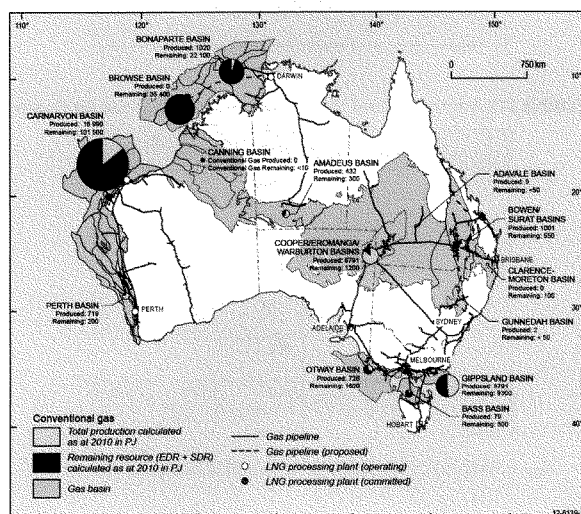 110°
120°
130°
140°
150°
BONAPARTE BASIN
Produced: 1020
Remaining: 22 100
DARWIN
0
750 km
BROWSE BASIN
Produced: 0
Remaining: 35 400
10°
CARNARVON BASIN
Produced: 16 990
Remaining: 101 500
CANNING BASIN
Conventional Gas Produced: 0
Conventional Gas Remaining: <10
AMADEUS BASIN
Produced: 432
Remaining: 300
ADAVALE BASIN
Produced: 9
Remaining: <50
20°
BOWEN/
SURAT BASINS
Produced: 1001
Remaining: 550
COOPER/EROMANGA/
WARBURTON BASINS
Produced: 6791
Remaining: 1200
BRISBANE
CLARENCE-
MORETON BASIN
Produced: 0
Remaining: 100
PERTH BASIN
Produced: 719
Remaining: 200
PERTH
30°
GUNNEDAH BASIN
Produced: 2
Remaining: < 50
SYDNEY
ADELAIDE
MELBOURNE
OTWAY BASIN
Produced: 728
Remaining: 1600
GIPPSLAND BASIN
Produced: 8791
Remaining: 9300
BASS BASIN
Produced: 79
Remaining: 500
HOBART
40°
Conventional gas
Total production calculated
as at 2010 in PJ
Remaining resource (EDR + SDR)
calculated as at 2010 in PJ
Gas basin
Gas pipeline
Gas pipeline (proposed)
LNG processing plant (operating)
LNG processing plant (committed)